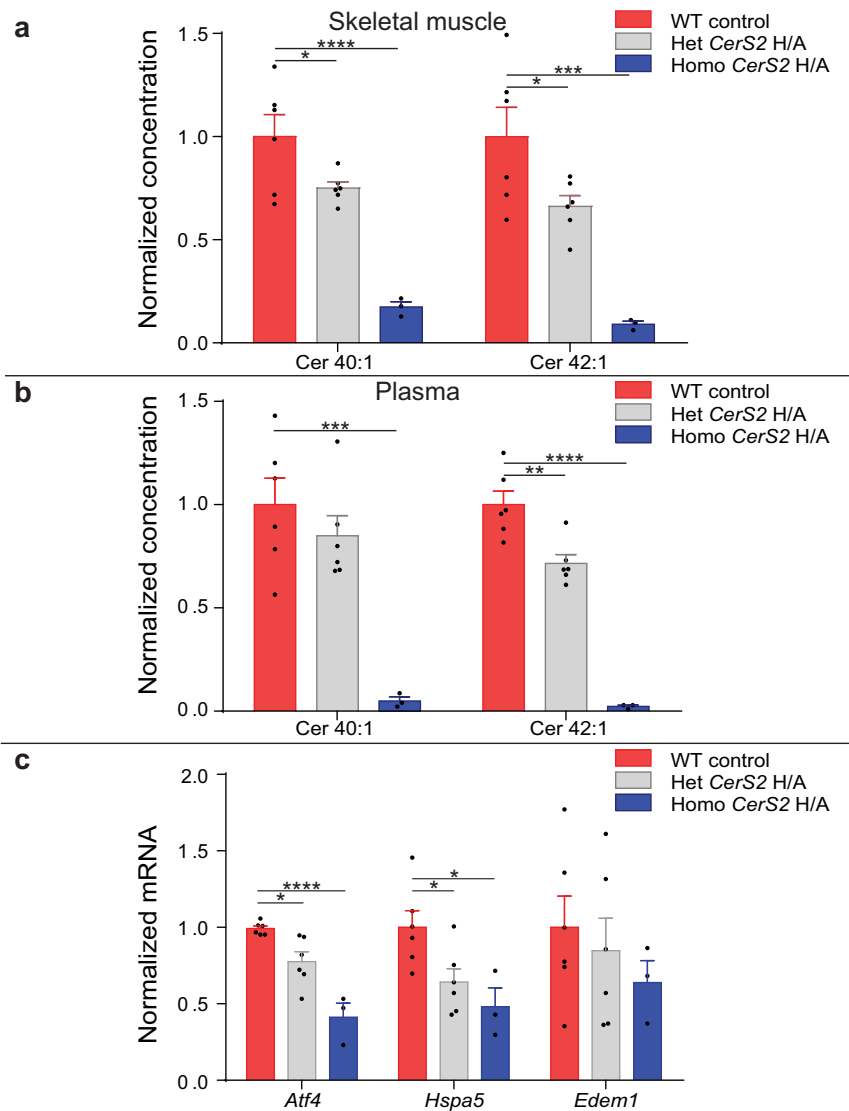 a
Skeletal muscle
WT control
Het CerS2 H/A
Homo CerS2 H/A
Normalized concentration
1.5
1.0
0.5
0.0
****
*
***
*
Cer 40:1
Cer 42:1
b
Plasma
WT control
Het CerS2 H/A
Homo CerS2 H/A
Normalized concentration
1.5
1.0
0.5
0.0
***
****
**
Cer 40:1
Cer 42:1
c
WT control
Het CerS2 H/A
Homo CerS2 H/A
Normalized mRNA
2.0
1.5
1.0
0.5
0.0
****
*
*
*
Atf4
Hspa5
Edem1